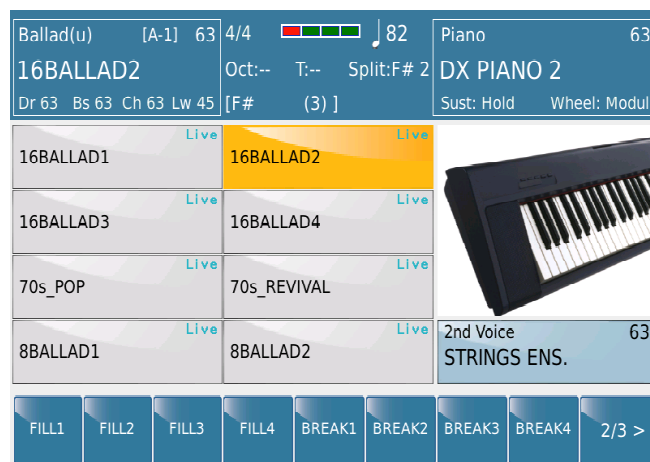 Ballad(u) [A-1] 63 4/4 82 Piano 63
16BALLAD2 Oct:-- T:-- Split:F# 2 DX PIANO 2
Dr 63 Bs 63 Ch 63 Lw 45 [F# (3) ] Sust: Hold Wheel: Modul
Live Live
16BALLAD1 16BALLAD2
Live Live
16BALLAD3 16BALLAD4
Live Live
70s_POP 70s_REVIVAL
Live Live 2nd Voice 63
8BALLAD1 8BALLAD2 STRINGS ENS.
FILL1 FILL2 FILL3 FILL4 BREAK1 BREAK2 BREAK3 BREAK4 2/3 >